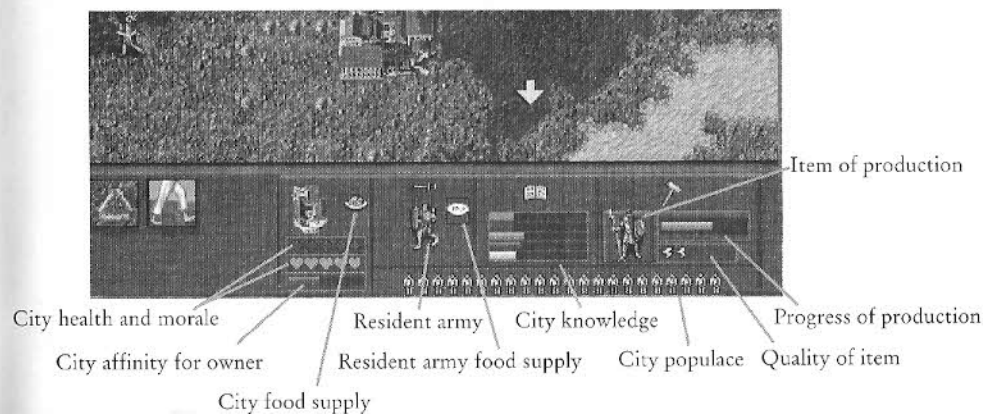 Item of production
City health and morale
Resident army
City knowledge
Progress of production
City affinity for owner
Resident army food supply
City populace
Quality of item
City food supply